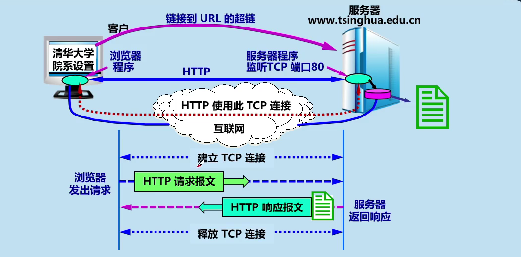 客户
链接到 URL 的超链
服务器
www.tsinghua.edu.cn
清华大学
院系设置
浏览器
程序
HTTP
服务器程序
监听TCP 端口80
HTTP 使用此 TCP 连接
互联网
建立 TCP 连接
浏览器
发出请求
HTTP 请求报文
HTTP 响应报文
服务器
返回响应
释放 TCP 连接